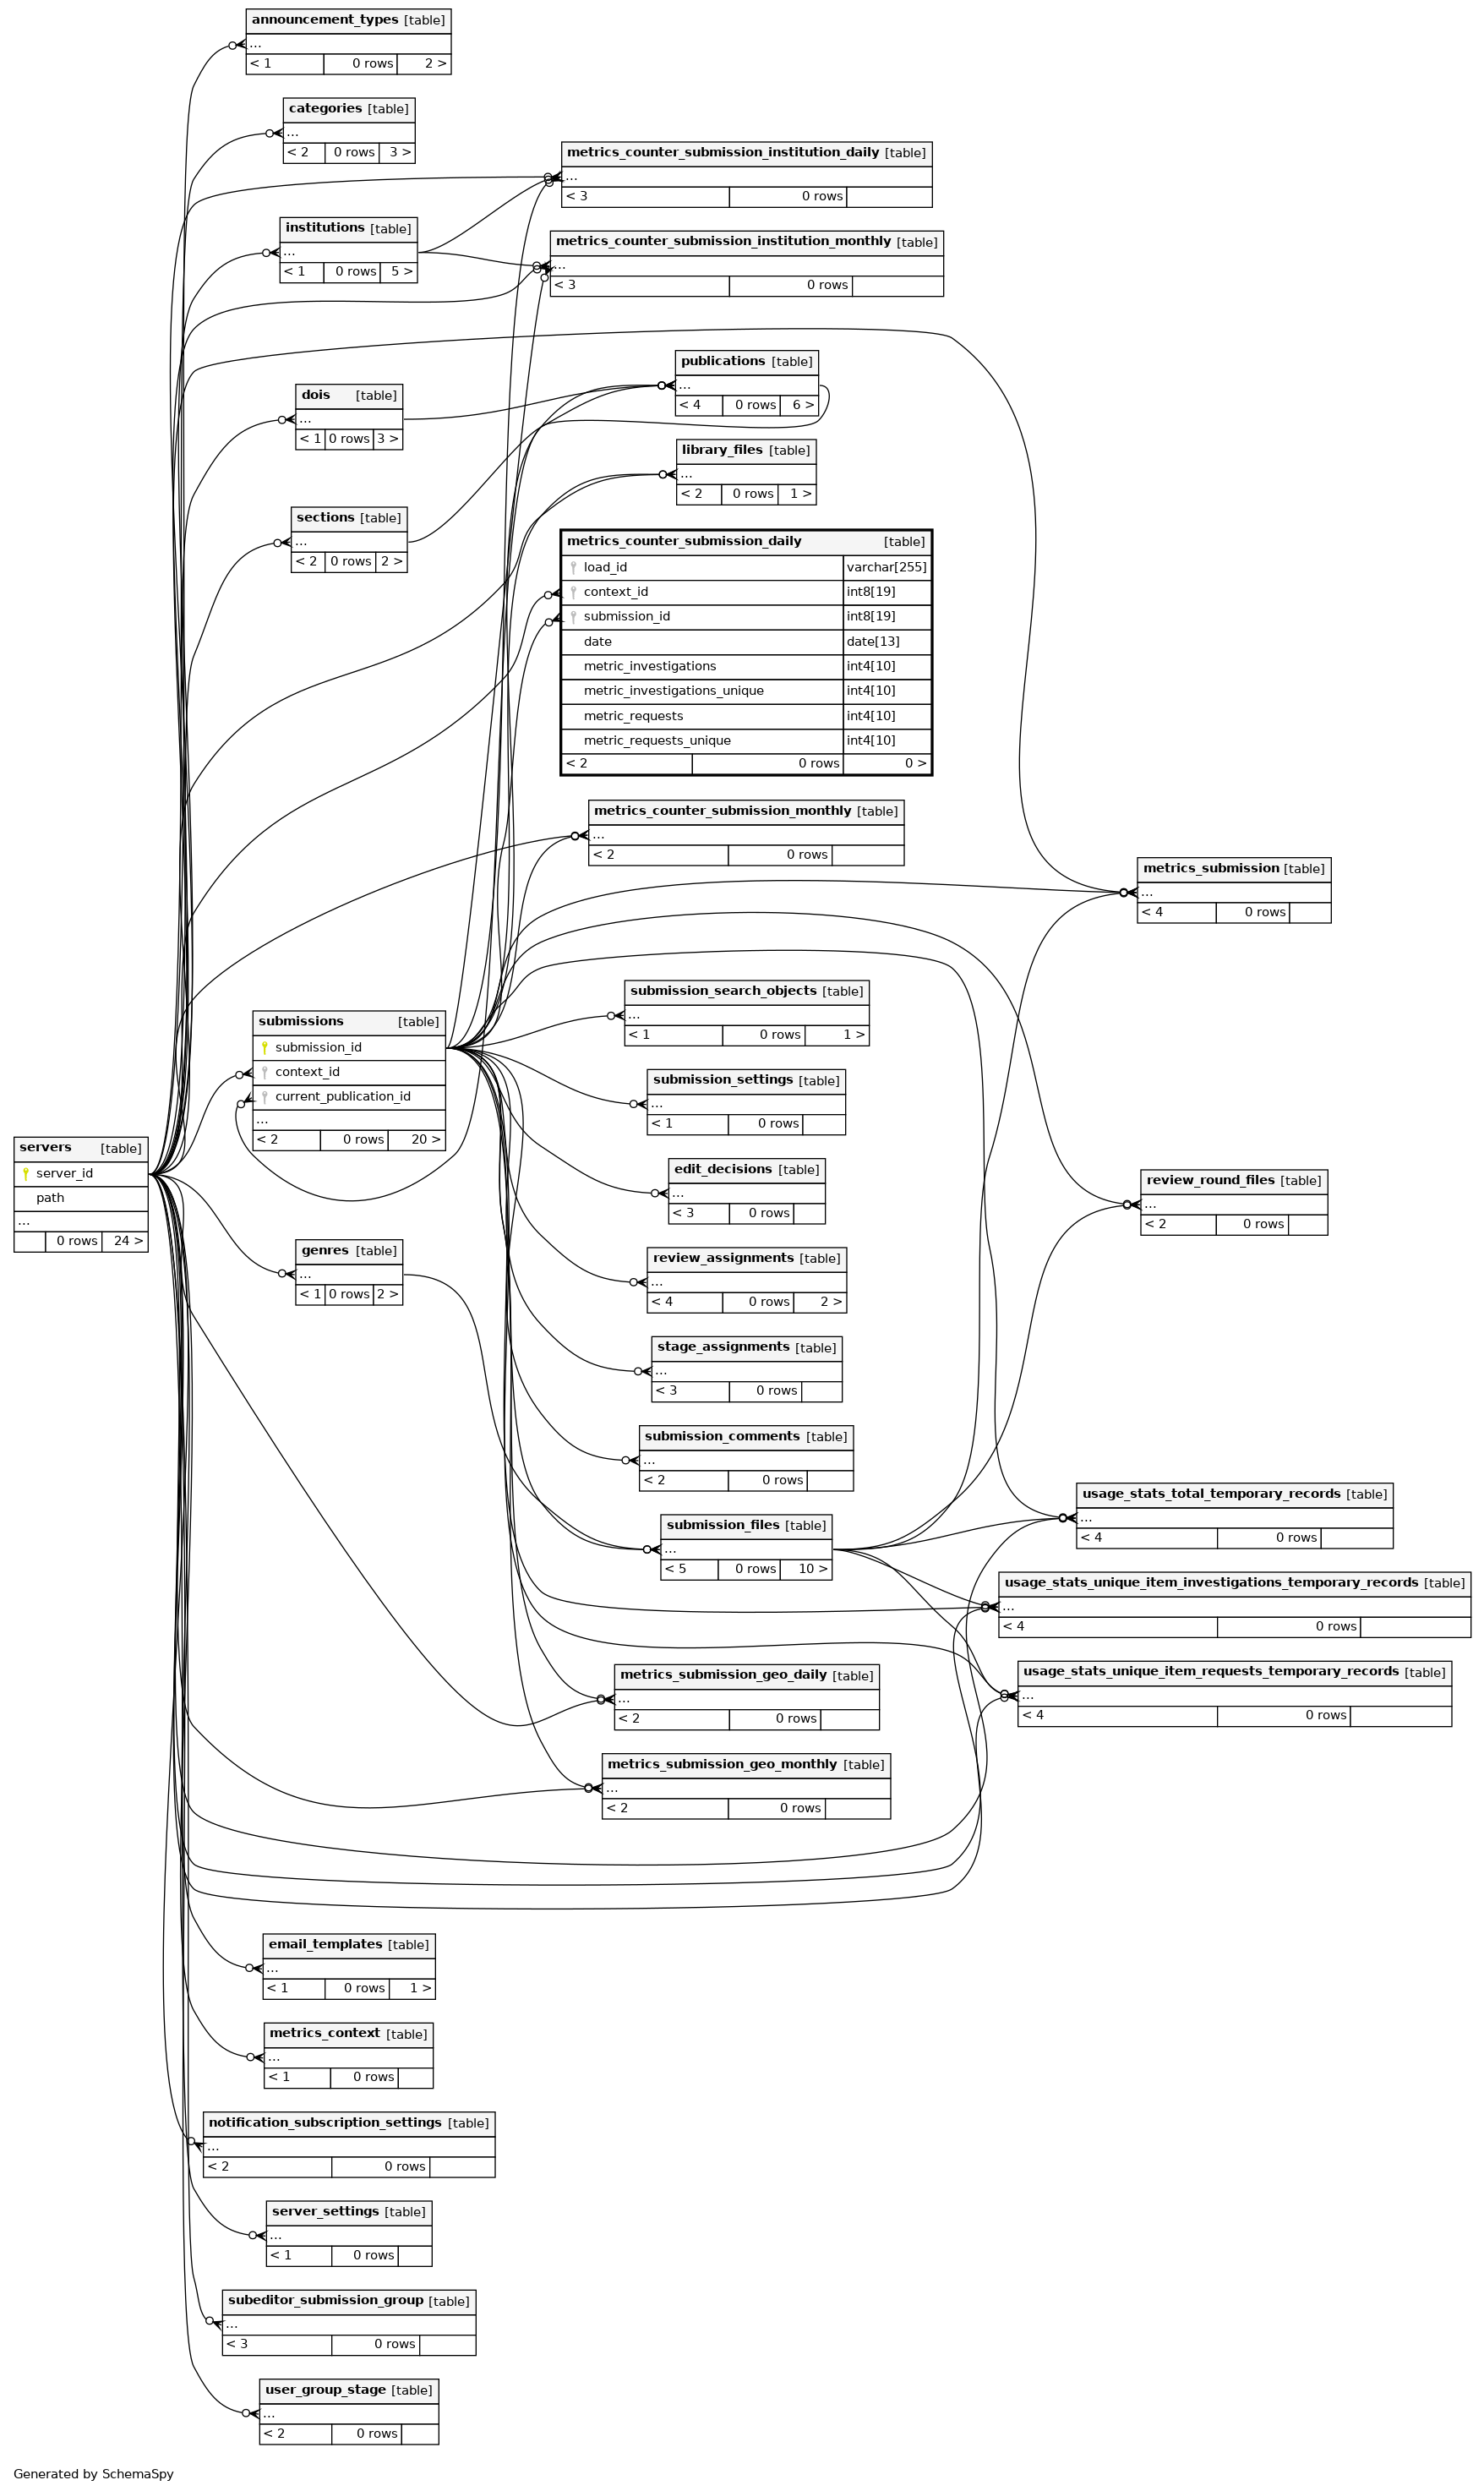 announcement_types [table]
...
< 1 0 rows 2 >
categories [table]
...
< 2 0 rows 3 >
metrics_counter_submission_institution_daily [table]
...
< 3 0 rows
institutions [table]
...
< 1 0 rows 5 >
metrics_counter_submission_institution_monthly [table]
...
< 3 0 rows
publications [table]
...
< 4 0 rows 6 >
dois [table]
...
< 1 0 rows 3 >
library_files [table]
...
< 2 0 rows 1 >
sections [table]
...
< 2 0 rows 2 >
metrics_counter_submission_daily [table]
load_id varchar[255]
context_id int8[19]
submission_id int8[19]
date date[13]
metric_investigations int4[10]
metric_investigations_unique int4[10]
metric_requests int4[10]
metric_requests_unique int4[10]
< 2 0 rows 0 >
metrics_counter_submission_monthly [table]
...
< 2 0 rows
metrics_submission [table]
...
< 4 0 rows
submission_search_objects [table]
...
< 1 0 rows 1 >
submissions [table]
submission_id
context_id
current_publication_id
...
< 2 0 rows 20 >
submission_settings [table]
...
< 1 0 rows
servers [table]
server_id
path
...
0 rows 24 >
edit_decisions [table]
...
< 3 0 rows
review_round_files [table]
...
< 2 0 rows
genres [table]
...
< 1 0 rows 2 >
review_assignments [table]
...
< 4 0 rows 2 >
stage_assignments [table]
...
< 3 0 rows
submission_comments [table]
...
< 2 0 rows
usage_stats_total_temporary_records [table]
...
< 4 0 rows
submission_files [table]
...
< 5 0 rows 10 >
usage_stats_unique_item_investigations_temporary_records [table]
...
< 4 0 rows
usage_stats_unique_item_requests_temporary_records [table]
...
< 4 0 rows
metrics_submission_geo_daily [table]
...
< 2 0 rows
metrics_submission_geo_monthly [table]
...
< 2 0 rows
email_templates [table]
...
< 1 0 rows 1 >
metrics_context [table]
...
< 1 0 rows
notification_subscription_settings [table]
...
< 2 0 rows
server_settings [table]
...
< 1 0 rows
subeditor_submission_group [table]
...
< 3 0 rows
user_group_stage [table]
...
< 2 0 rows
Generated by SchemaSpy